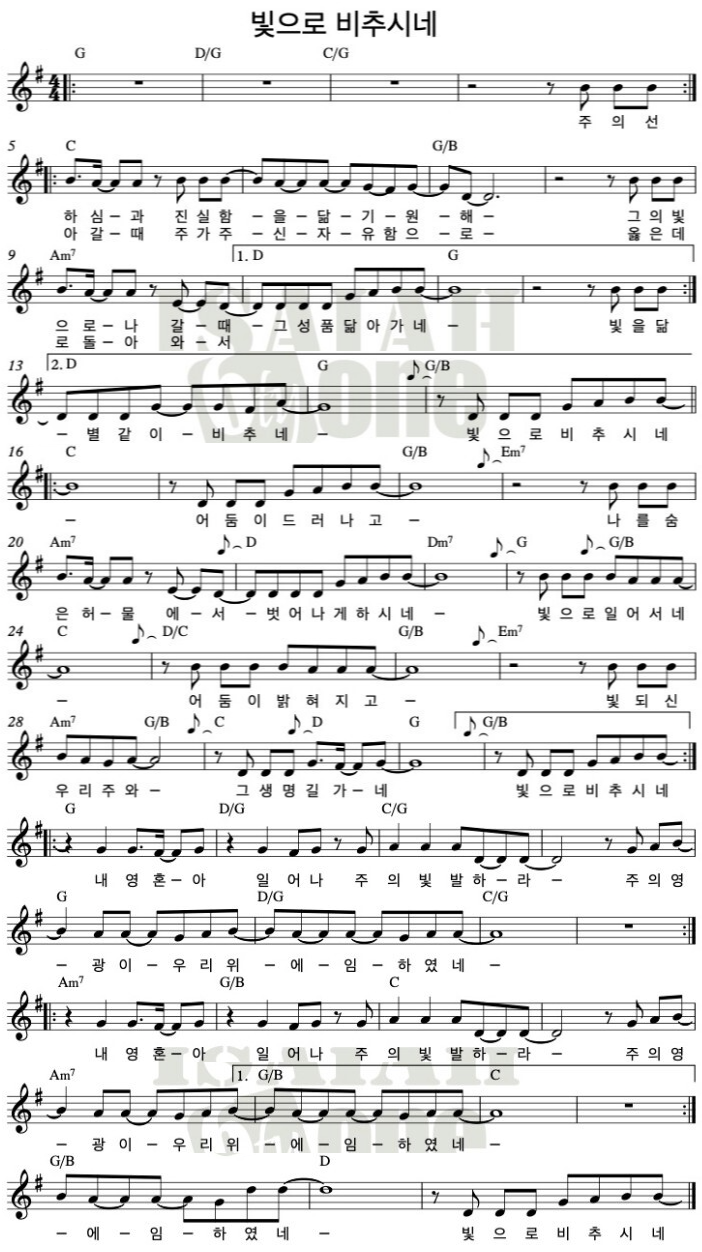 빛으로 비추시네
G D/G C/G
4/4
주 의 선
5 C G/B
하 심 – 과 진 실 함 – 을 – 닮 – 기 – 원 – 해 – 그 의 빛
아 갈 – 때 주 가 주 – 신 – 자 – 유 함 으 – 로 – 옳 은 데
9 Am7 1. D G
으 로 – 나 갈 – 때 – 그 성 품 닮 아 가 네 – 빛 을 닮
로 돌 – 아 와 – 서
ISAIAH
6tyone
13 2. D G G/B
– 별 같 이 – 비 추 네 – 빛 으 로 비 추 시 네
16 C G/B Em7
– 어 둠 이 드 러 나 고 – 나 를 숨
20 Am7 D Dm7 G G/B
은 허 – 물 에 – 서 – 벗 어 나 게 하 시 네 – 빛 으 로 일 어 서 네
24 C D/C G/B Em7
– 어 둠 이 밝 혀 지 고 – 빛 되 신
28 Am7 G/B C D G G/B
우 리 주 와 – 그 생 명 길 가 – 네 빛 으 로 비 추 시 네
G D/G C/G
내 영 혼 – 아 일 어 나 주 의 빛 발 하 – 라 – 주 의 영
G D/G C/G
– 광 이 – 우 리 위 – 에 – 임 – 하 였 네 –
Am7 G/B C
내 영 혼 – 아 일 어 나 주 의 빛 발 하 – 라 – 주 의 영
ISAIAH
6tyone
Am7 1. G/B C
– 광 이 – 우 리 위 – 에 – 임 – 하 였 네 –
G/B D
– 에 – 임 – 하 였 네 – 빛 으 로 비 추 시 네